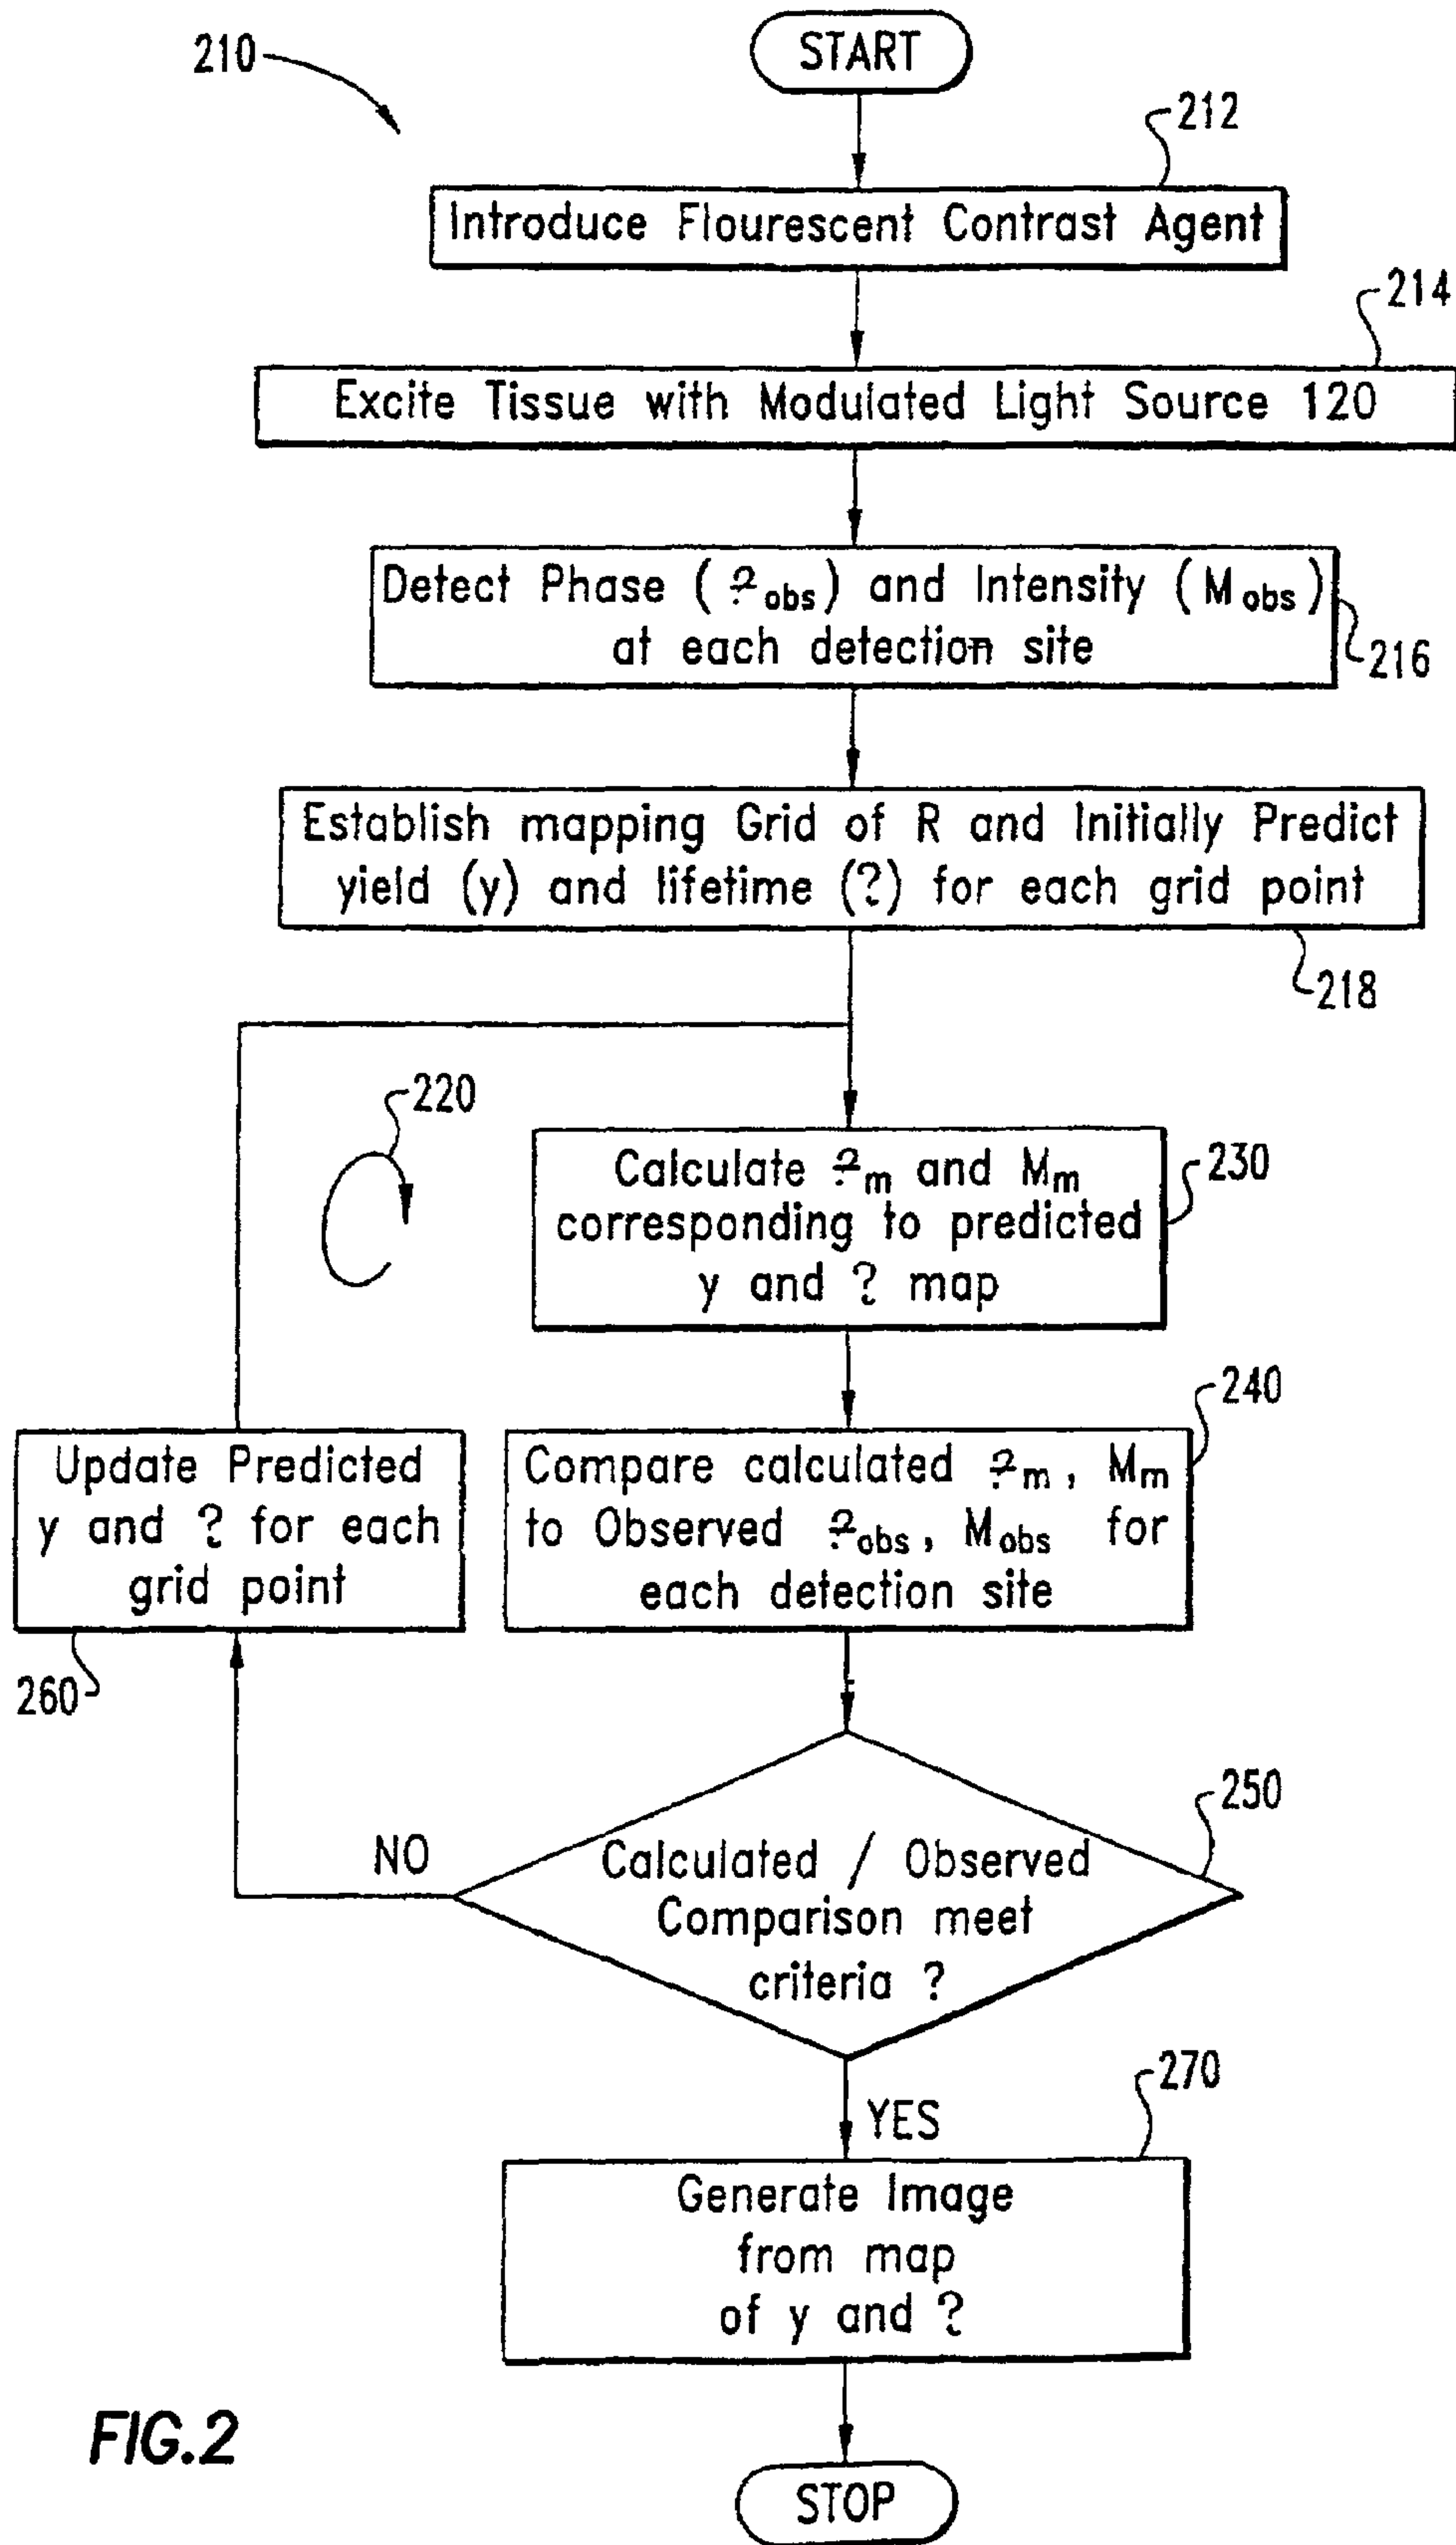 210
START
212
Introduce Flourescent Contrast Agent
214
Excite Tissue with Modulated Light Source 120
Detect Phase (?obs) and Intensity (Mobs)
at each detection site
216
Establish mapping Grid of R and Initially Predict
yield (y) and lifetime (?) for each grid point
218
220
Calculate ?m and Mm
corresponding to predicted
y and ? map
230
240
Update Predicted
y and ? for each
grid point
260
Compare calculated ?m, Mm
to Observed ?obs, Mobs for
each detection site
250
NO
Calculated / Observed
Comparison meet
criteria ?
YES
270
Generate Image
from map
of y and ?
FIG.2
STOP